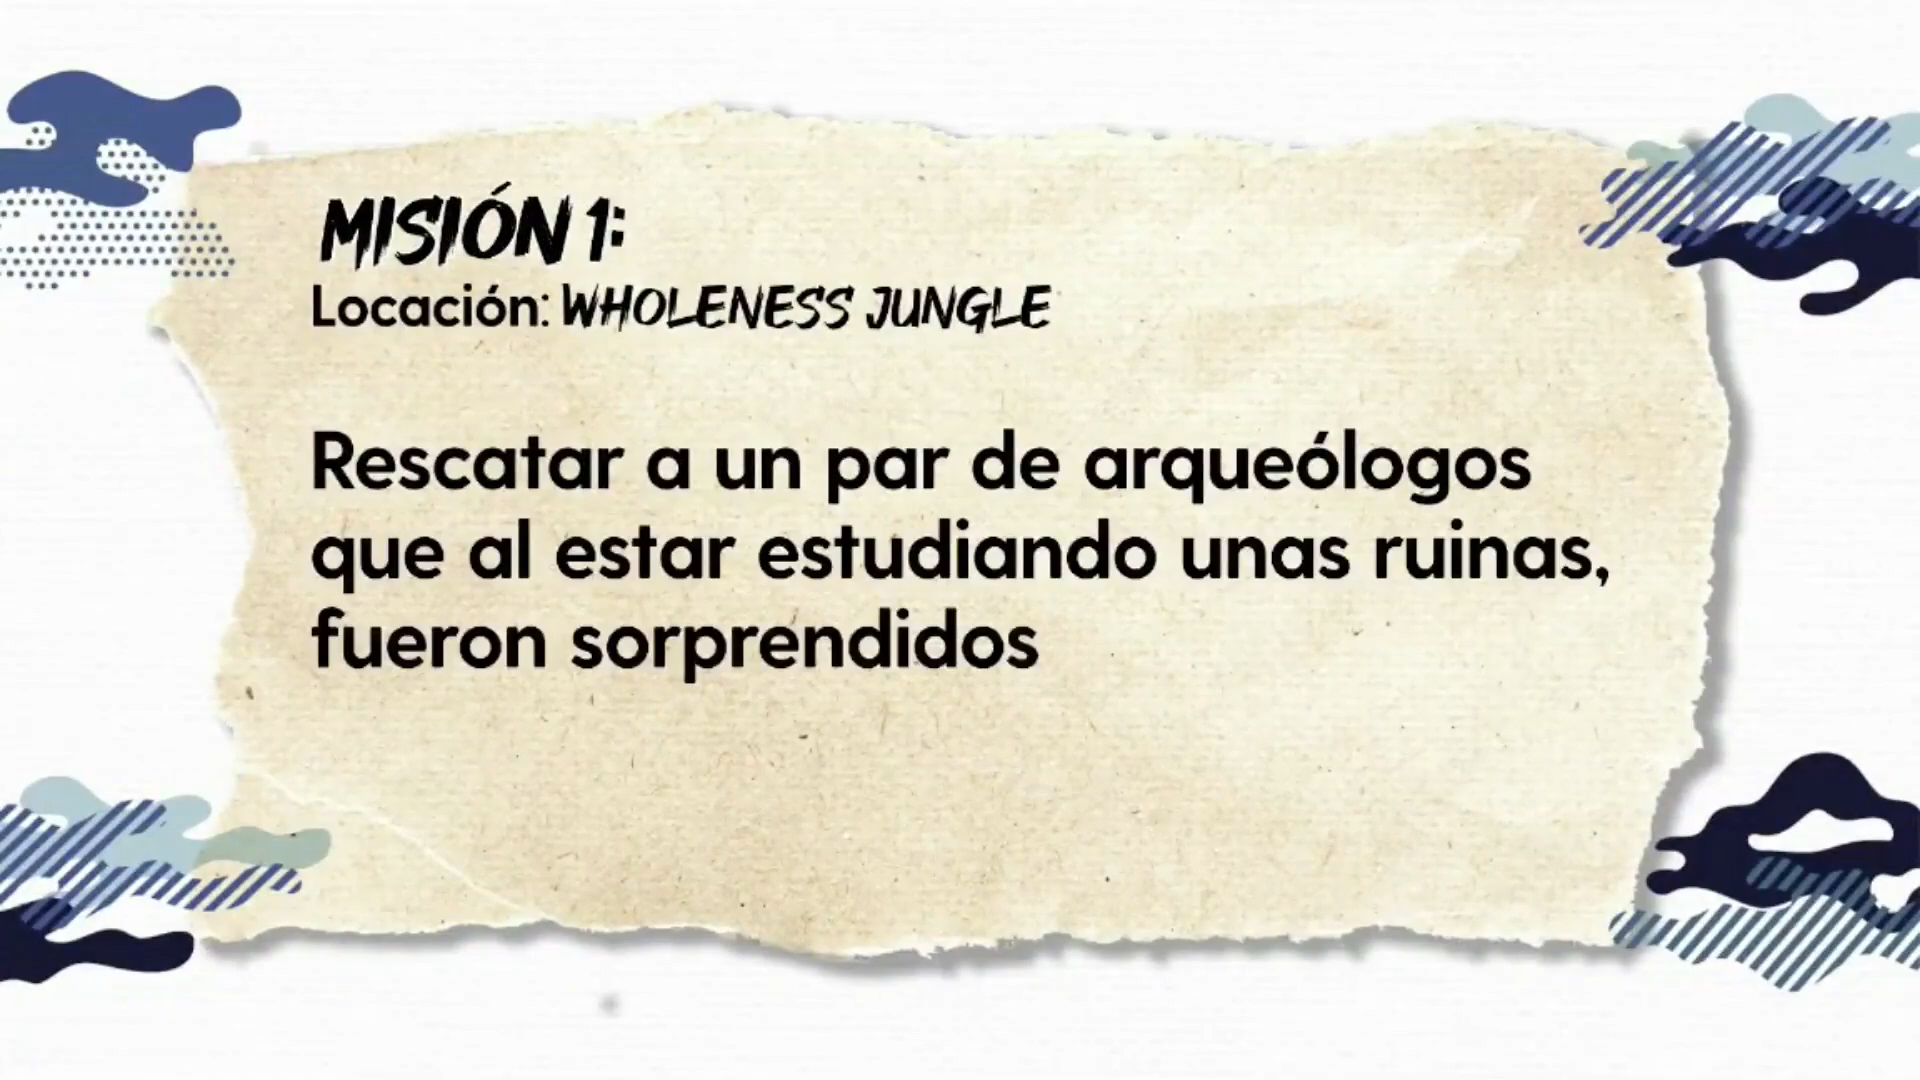 MISIÓN 1:
Locación: WHOLENESS JUNGLE
Rescatar a un par de arqueólogos
que al estar estudiando unas ruinas,
fueron sorprendidos